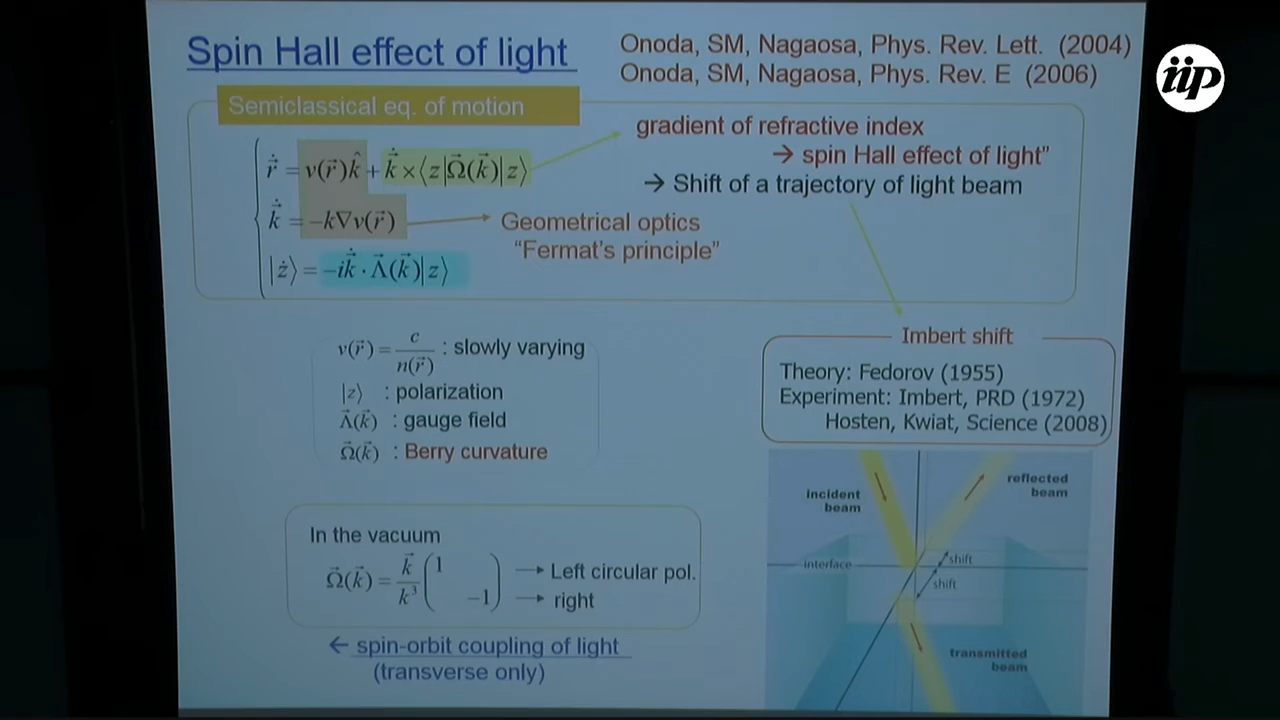 Spin Hall effect of light
Onoda, SM, Nagaosa, Phys. Rev. Lett. (2004)
Onoda, SM, Nagaosa, Phys. Rev. E (2006)
iip
Semiclassical eq. of motion
gradient of refractive index
→ spin Hall effect of light”
→ Shift of a trajectory of light beam
ṙ⃗ = v(r⃗)k̂ + k̇⃗ × ⟨z|Ω⃗(k⃗)|z⟩
k̇⃗ = −k∇v(r⃗)
|ż⟩ = −ik̇⃗ · Λ⃗(k⃗)|z⟩
Geometrical optics
“Fermat’s principle”
v(r⃗) = c / n(r⃗) : slowly varying
|z⟩ : polarization
Λ⃗(k⃗) : gauge field
Ω⃗(k⃗) : Berry curvature
Imbert shift
Theory: Fedorov (1955)
Experiment: Imbert, PRD (1972)
Hosten, Kwiat, Science (2008)
In the vacuum
Ω⃗(k⃗) = k⃗ / k³ (1 −1)
→ Left circular pol.
→ right
← spin-orbit coupling of light
(transverse only)
incident
beam
reflected
beam
interface
shift
shift
transmitted
beam